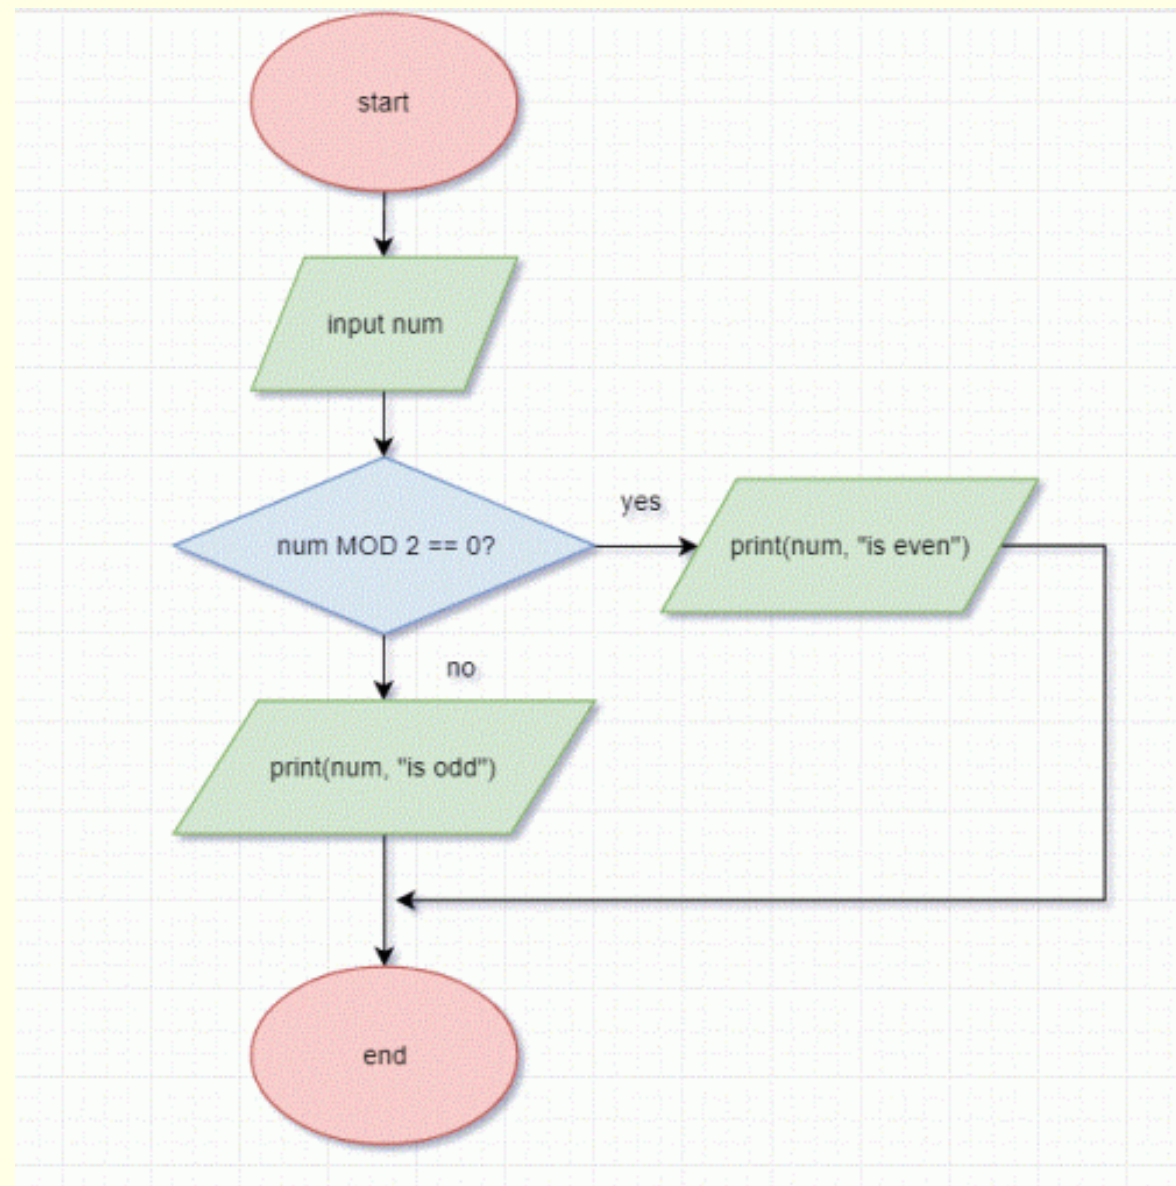 start
input num
num MOD 2 == 0?
yes
print(num, "is even")
no
print(num, "is odd")
end